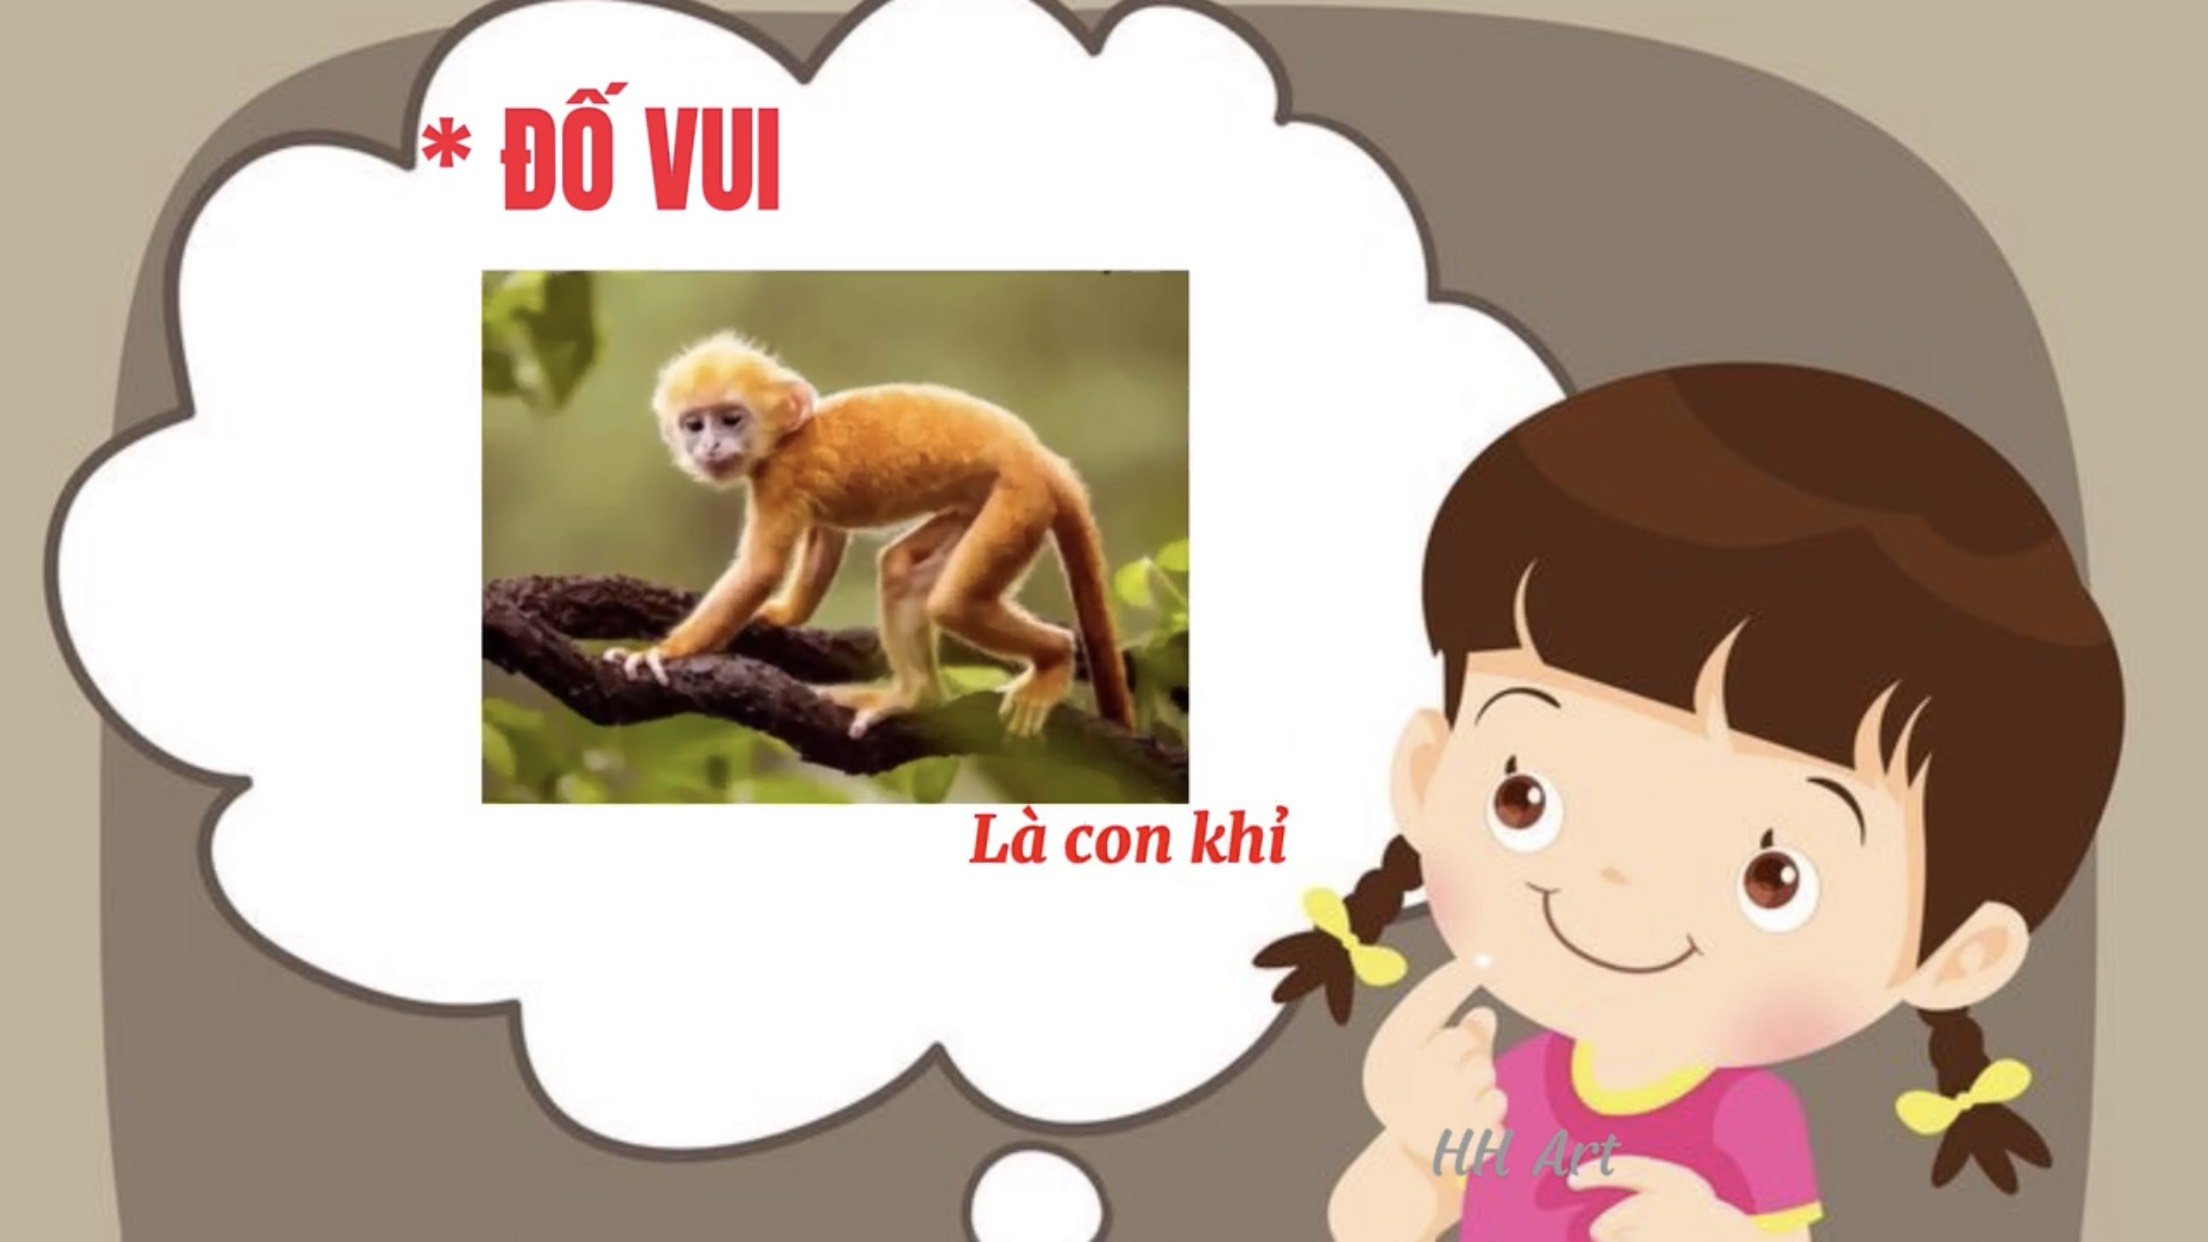 * ĐỐ VUI
Là con khỉ
HH Art